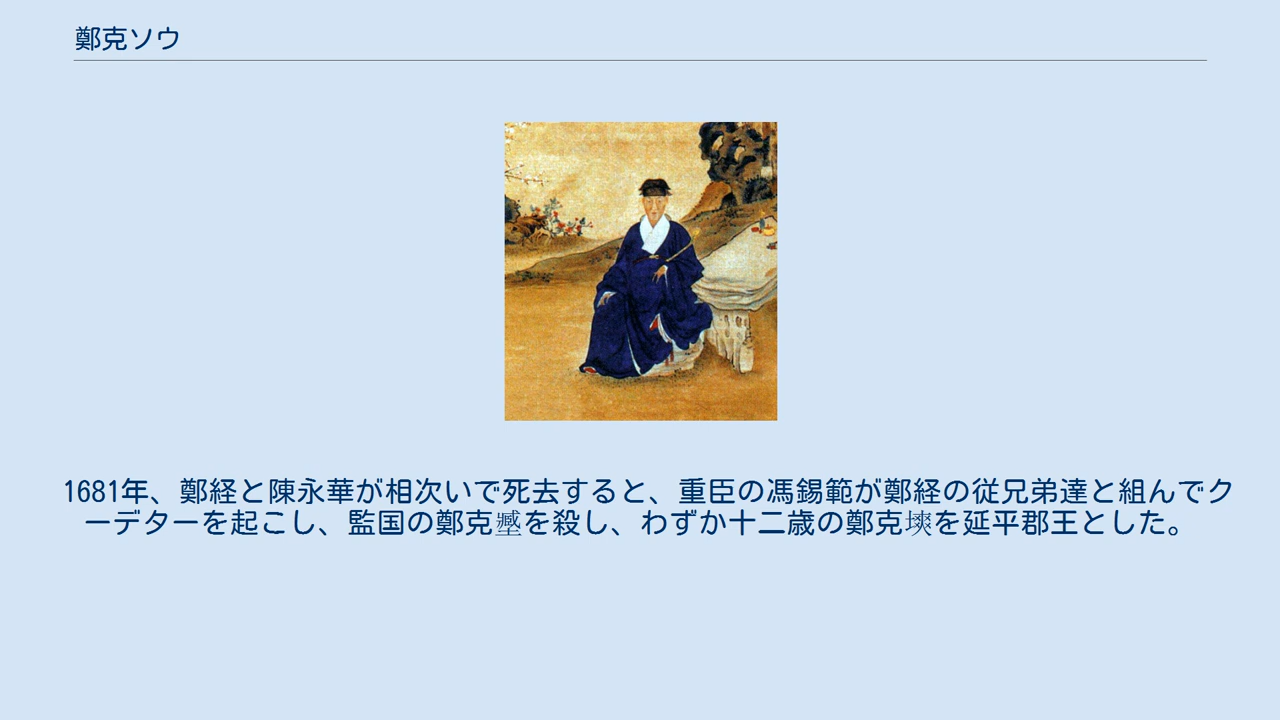 鄭克ソウ
1681年、鄭経と陳永華が相次いで死去すると、重臣の馮錫範が鄭経の従兄弟達と組んでク
ーデターを起こし、監国の鄭克𡒉を殺し、わずか十二歳の鄭克塽を延平郡王とした。